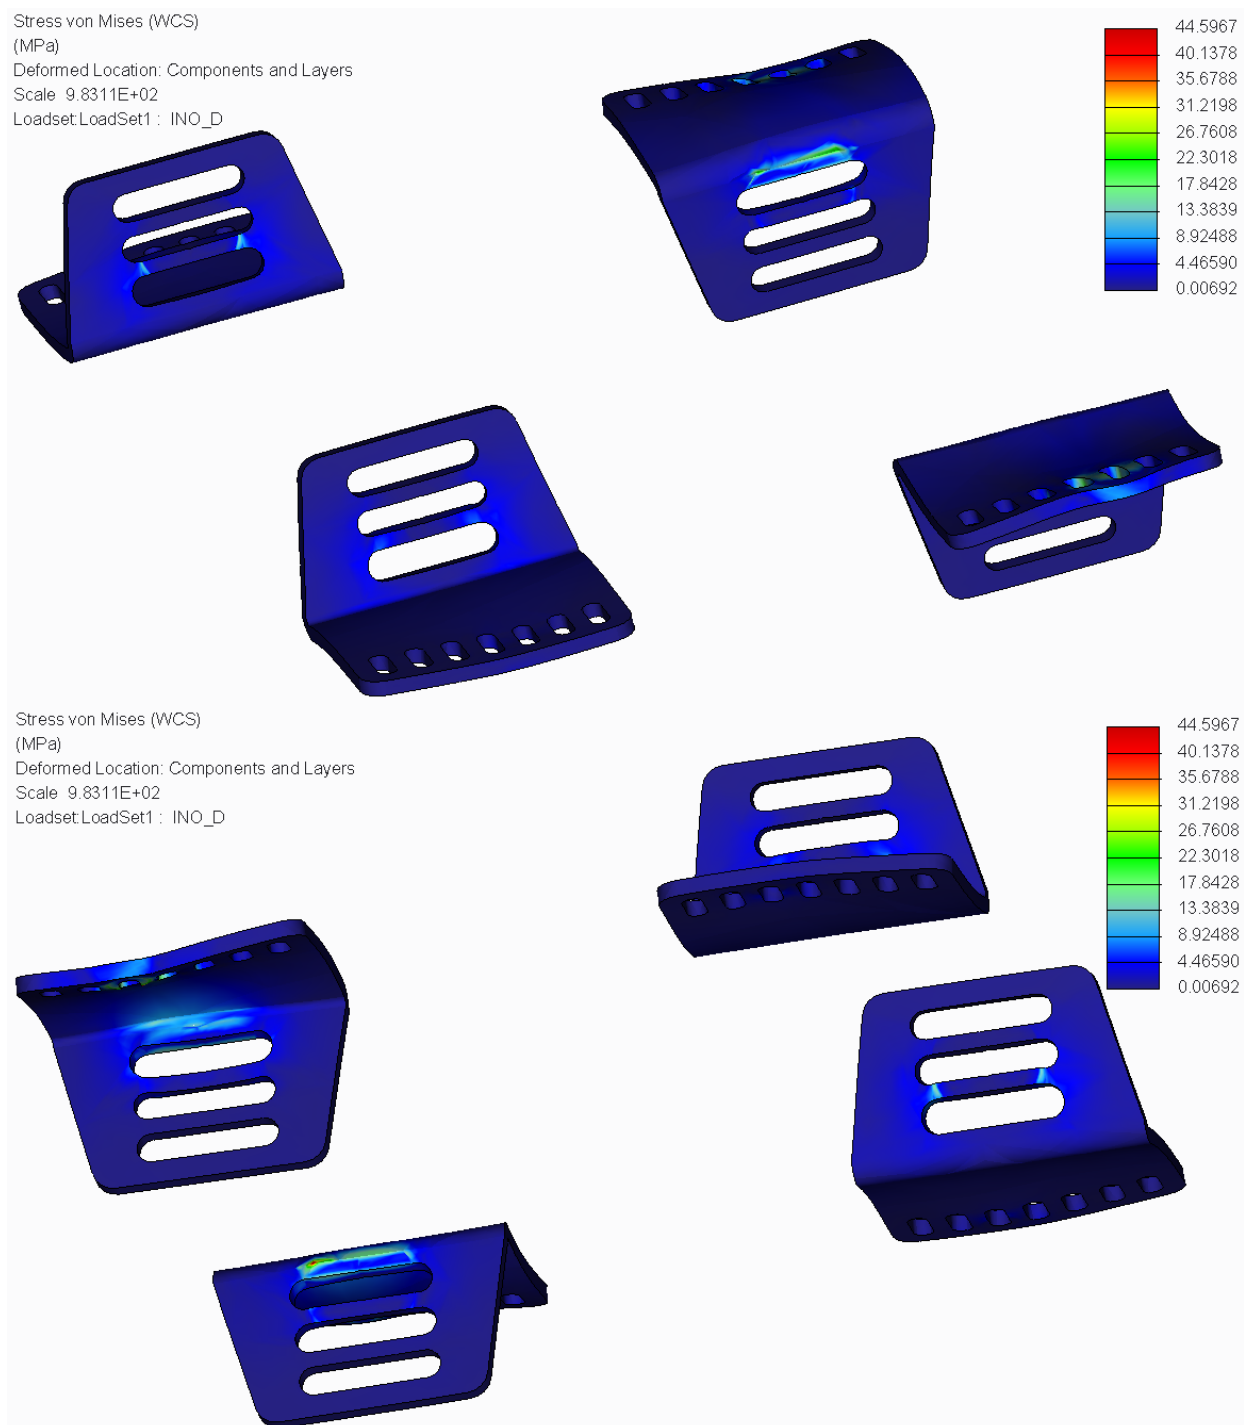 Stress von Mises (WCS)
(MPa)
Deformed Location: Components and Layers
Scale 9.8311E+02
Loadset:LoadSet1 : INO_D
44.5967
40.1378
35.6788
31.2198
26.7608
22.3018
17.8428
13.3839
8.92488
4.46590
0.00692
Stress von Mises (WCS)
(MPa)
Deformed Location: Components and Layers
Scale 9.8311E+02
Loadset:LoadSet1 : INO_D
44.5967
40.1378
35.6788
31.2198
26.7608
22.3018
17.8428
13.3839
8.92488
4.46590
0.00692